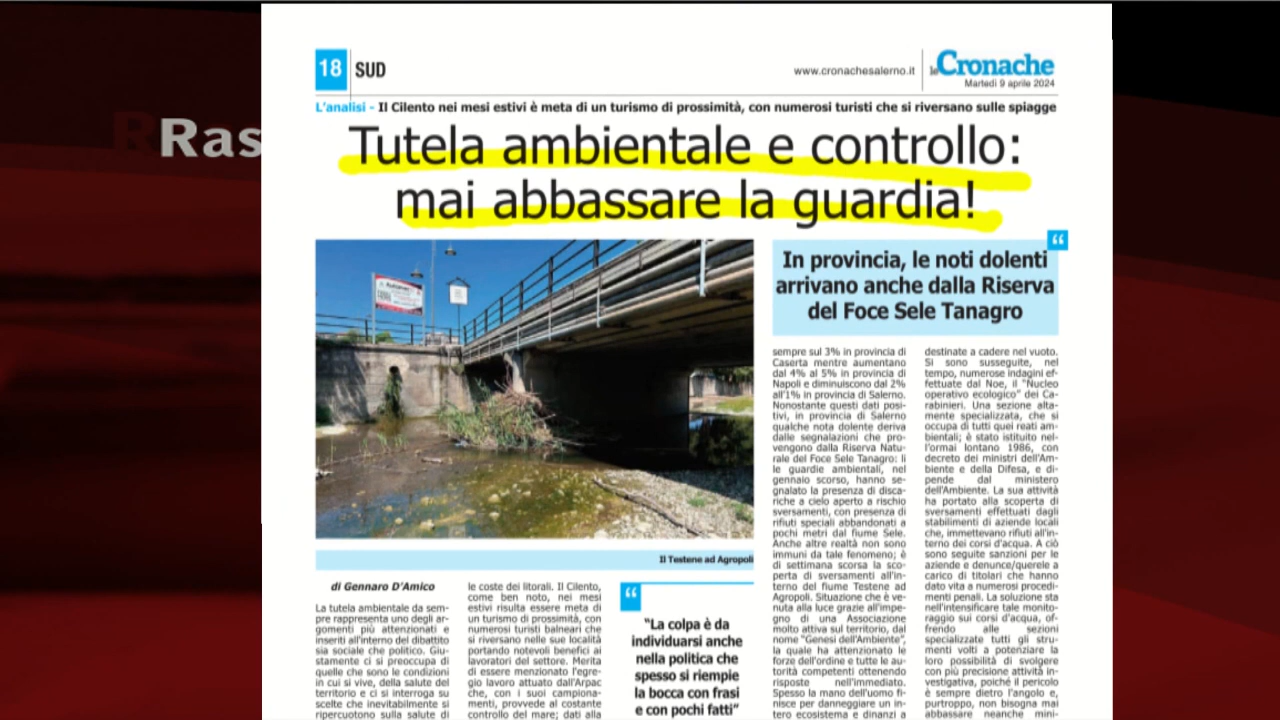 RRas
18 SUD
www.cronachesalerno.it
le Cronache
Martedì 9 aprile 2024
L'analisi - Il Cilento nei mesi estivi è meta di un turismo di prossimità, con numerosi turisti che si riversano sulle spiagge
Tutela ambientale e controllo:
mai abbassare la guardia!
Il Testene ad Agropoli
di Gennaro D'Amico
La tutela ambientale da sem-
pre rappresenta uno degli ar-
gomenti più attenzionati e
inseriti all'interno del dibattito
sia sociale che politico. Giu-
stamente ci si preoccupa di
quelle che sono le condizioni
in cui si vive, della salute del
territorio e ci si interroga su
scelte che inevitabilmente si
ripercuotono sulla salute di
le coste dei litorali. Il Cilento,
come ben noto, nei mesi
estivi risulta essere meta di
un turismo di prossimità, con
numerosi turisti balneari che
si riversano nelle sue località
portando notevoli benefici ai
lavoratori del settore. Merita
di essere menzionato l'egre-
gio lavoro attuato dall'Arpac
che, con i suoi campiona-
menti, provvede al costante
controllo del mare; dati alla
"La colpa è da
individuarsi anche
nella politica che
spesso si riempie
la bocca con frasi
e con pochi fatti"
In provincia, le noti dolenti
arrivano anche dalla Riserva
del Foce Sele Tanagro
sempre sul 3% in provincia di
Caserta mentre aumentano
dal 4% al 5% in provincia di
Napoli e diminuiscono dal 2%
all'1% in provincia di Salerno.
Nonostante questi dati posi-
tivi, in provincia di Salerno
qualche nota dolente deriva
dalle segnalazioni che pro-
vengono dalla Riserva Natu-
rale del Foce Sele Tanagro: lì
le guardie ambientali, nel
gennaio scorso, hanno se-
gnalato la presenza di disca-
riche a cielo aperto a rischio
sversamenti, con presenza di
rifiuti speciali abbandonati a
pochi metri dal fiume Sele.
Anche altre realtà non sono
immuni da tale fenomeno; è
di settimana scorsa la sco-
perta di sversamenti all'in-
terno del fiume Testene ad
Agropoli. Situazione che è ve-
nuta alla luce grazie all'impe-
gno di una Associazione
molto attiva sul territorio, dal
nome "Genesi dell'Ambiente",
la quale ha attenzionato le
forze dell'ordine e tutte le au-
torità competenti ottenendo
risposte nell'immediato.
Spesso la mano dell'uomo fi-
nisce per danneggiare un in-
tero ecosistema e dinanzi a
destinate a cadere nel vuoto.
Si sono susseguite, nel
tempo, numerose indagini ef-
fettuate dal Noe, il "Nucleo
operativo ecologico" dei Ca-
rabinieri. Una sezione alta-
mente specializzata, che si
occupa di tutti quei reati am-
bientali; è stato istituito nel-
l'ormai lontano 1986, con
decreto dei ministri dell'Am-
biente e della Difesa, e di-
pende dal ministero
dell'Ambiente. La sua attività
ha portato alla scoperta di
sversamenti effettuati dagli
stabilimenti di aziende locali
che, immettevano rifiuti all'in-
terno dei corsi d'acqua. A ciò
sono seguite sanzioni per le
aziende e denunce/querele a
carico di titolari che hanno
dato vita a numerosi procedi-
menti penali. La soluzione sta
nell'intensificare tale monito-
raggio sui corsi d'acqua, of-
frendo alle sezioni
specializzate tutti gli stru-
menti volti a potenziare la
loro possibilità di svolgere
con più precisione attività in-
vestigativa, poiché il pericolo
è sempre dietro l'angolo e,
purtroppo, non bisogna mai
abbassare neanche mini-